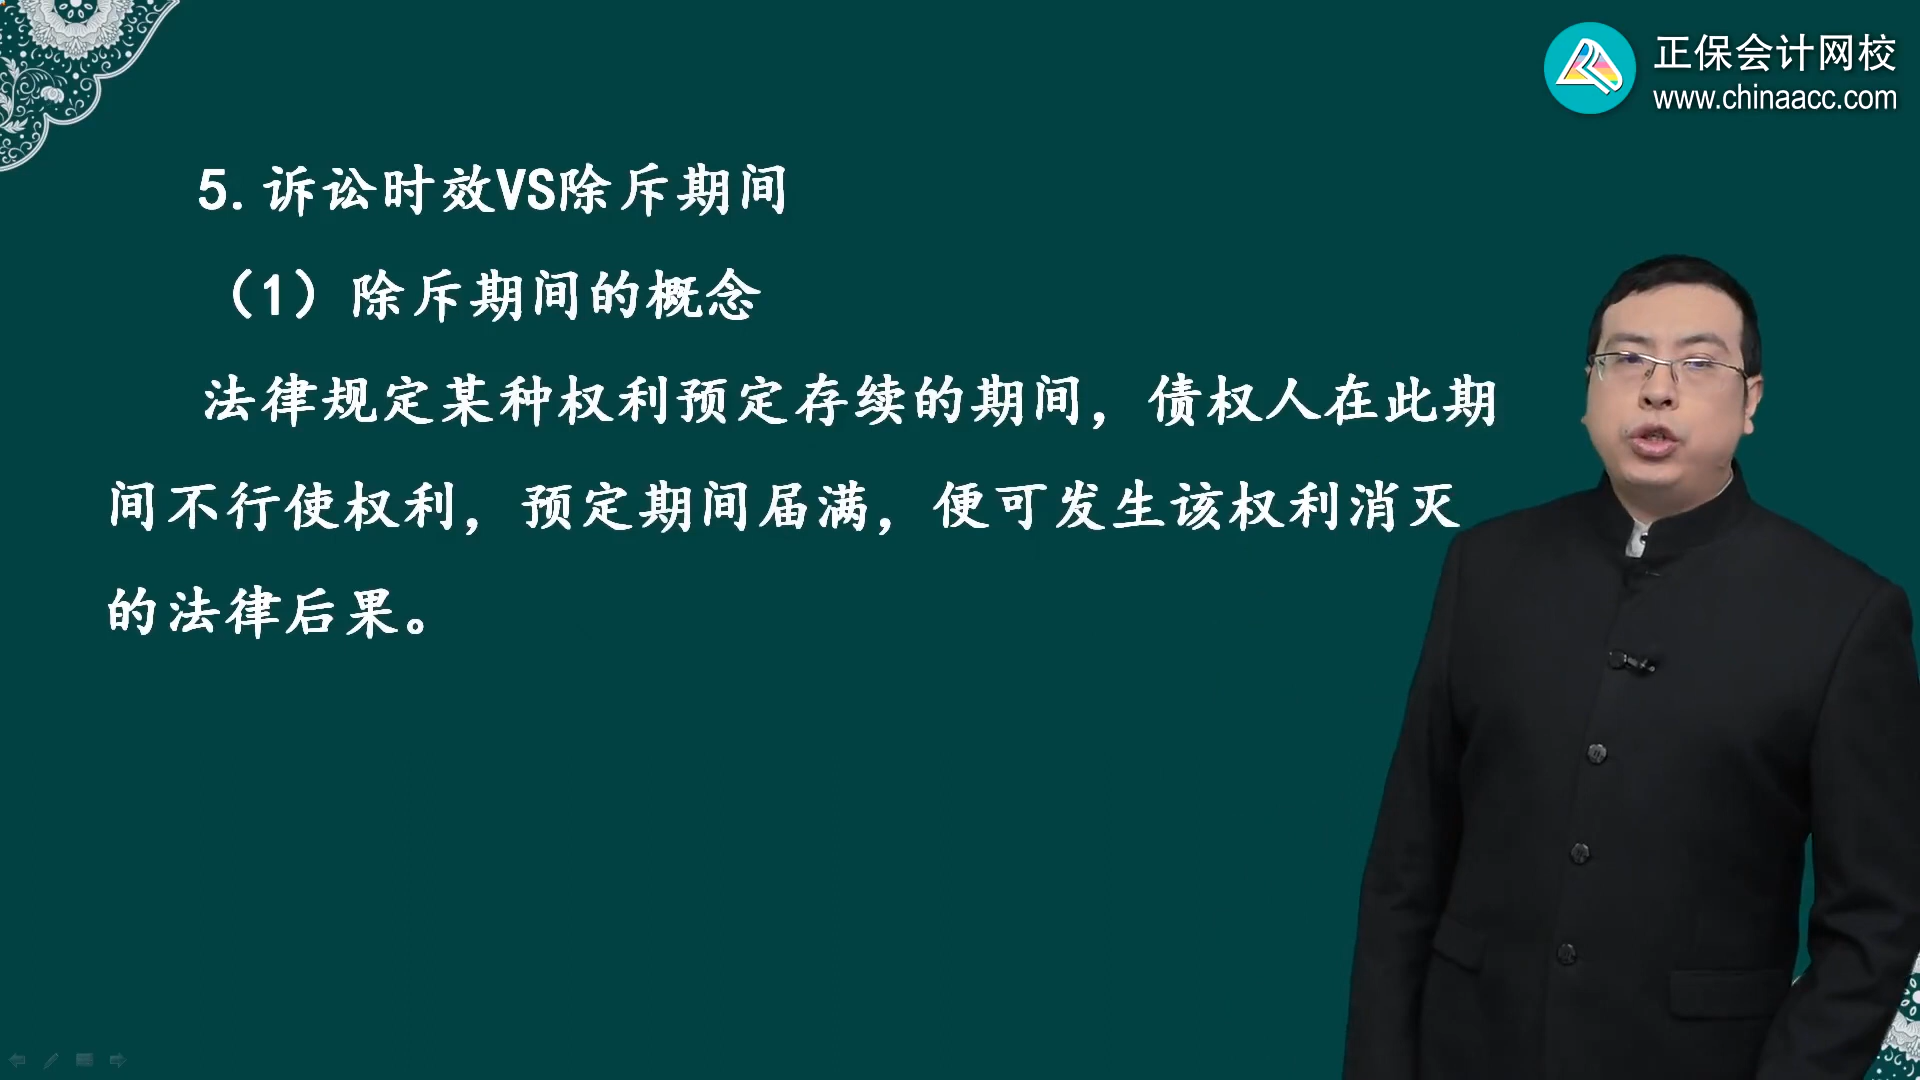 正保会计网校
www.chinaacc.com
5.诉讼时效VS除斥期间
（1）除斥期间的概念
法律规定某种权利预定存续的期间，债权人在此期
间不行使权利，预定期间届满，便可发生该权利消灭
的法律后果。